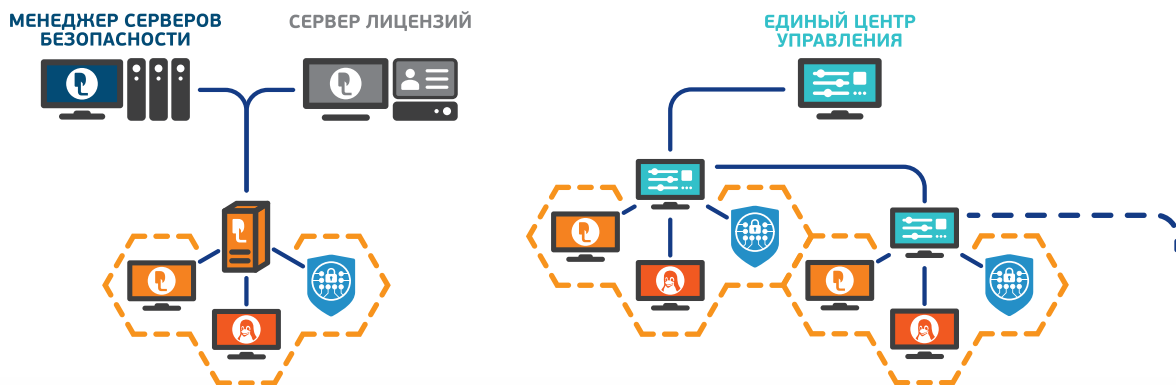 МЕНЕДЖЕР СЕРВЕРОВ
БЕЗОПАСНОСТИ
СЕРВЕР ЛИЦЕНЗИЙ
ЕДИНЫЙ ЦЕНТР
УПРАВЛЕНИЯ